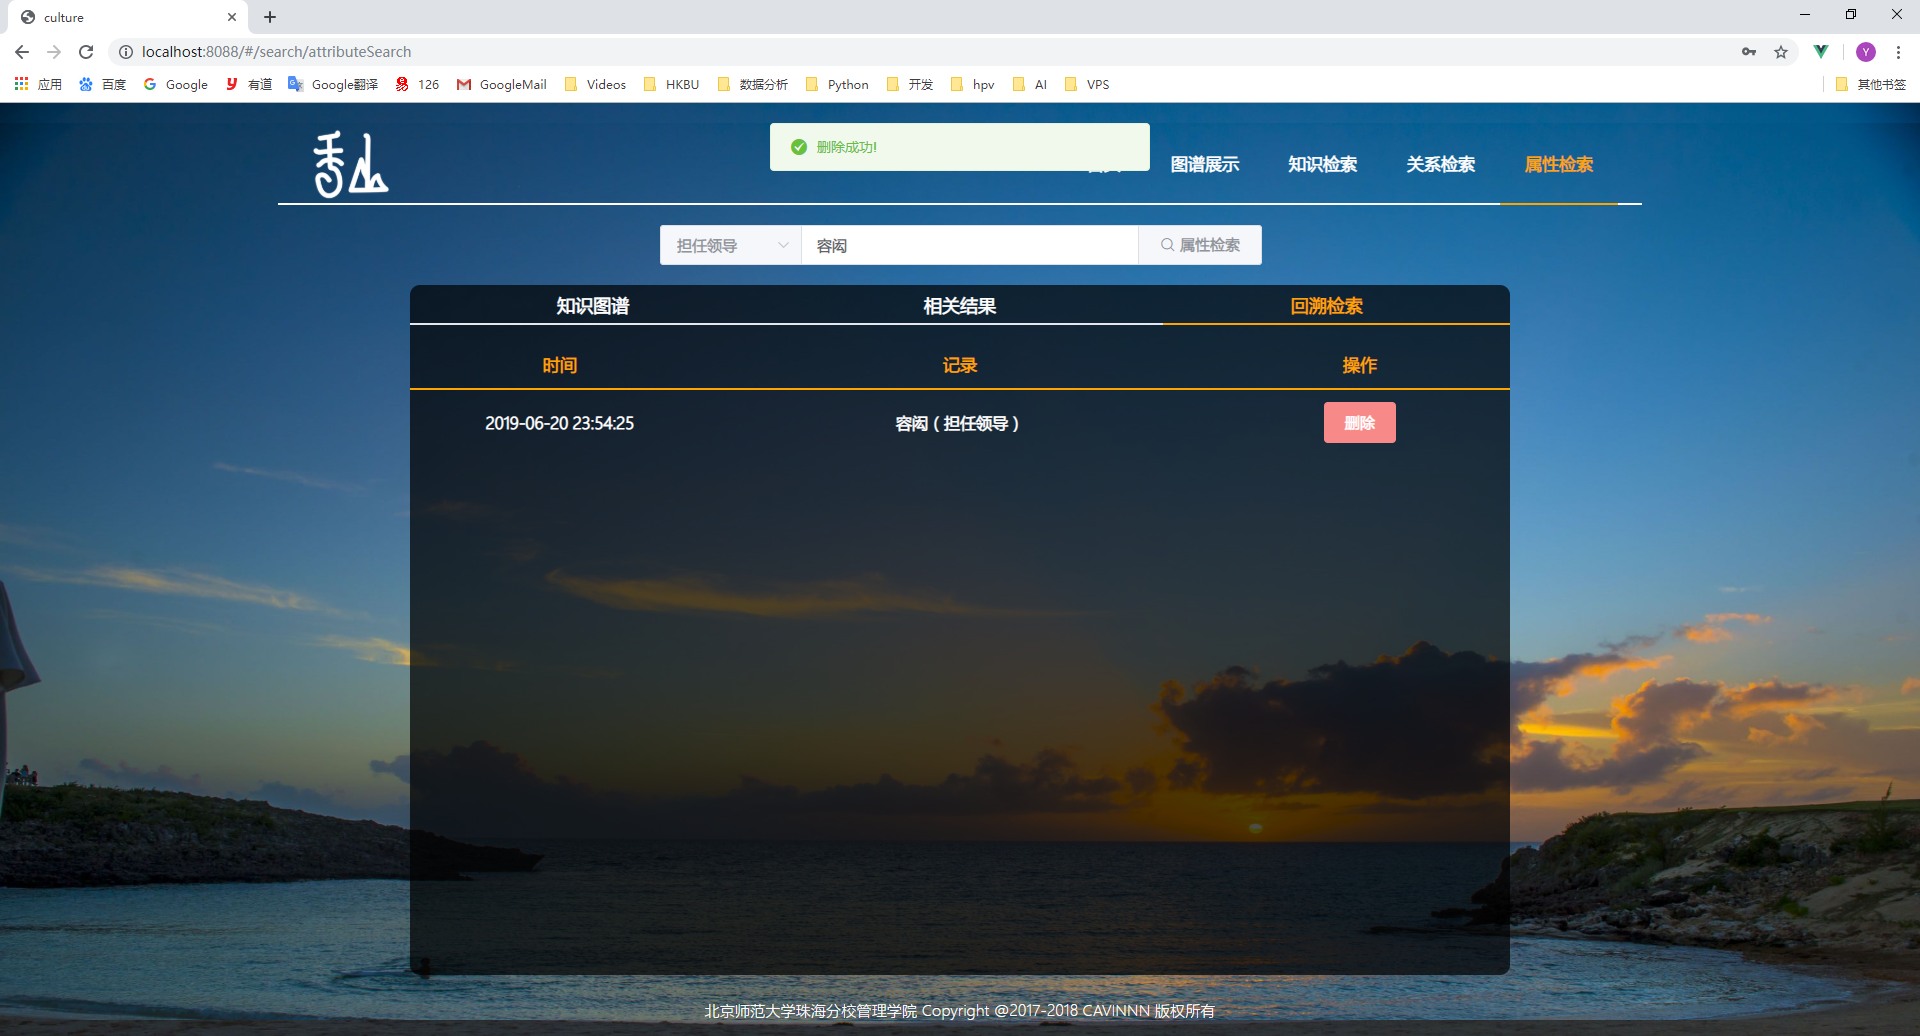 culture
localhost:8088/#/search/attributeSearch
应用 百度 Google 有道 Google翻译 126 GoogleMail Videos HKBU 数据分析 Python 开发 hpv AI VPS 其他书签
删除成功!
图谱展示 知识检索 关系检索 属性检索
担任领导 容闳 属性检索
知识图谱 相关结果 回溯检索
时间 记录 操作
2019-06-20 23:54:25 容闳 ( 担任领导 ) 删除
北京师范大学珠海分校管理学院 Copyright @2017-2018 CAVINNN 版权所有